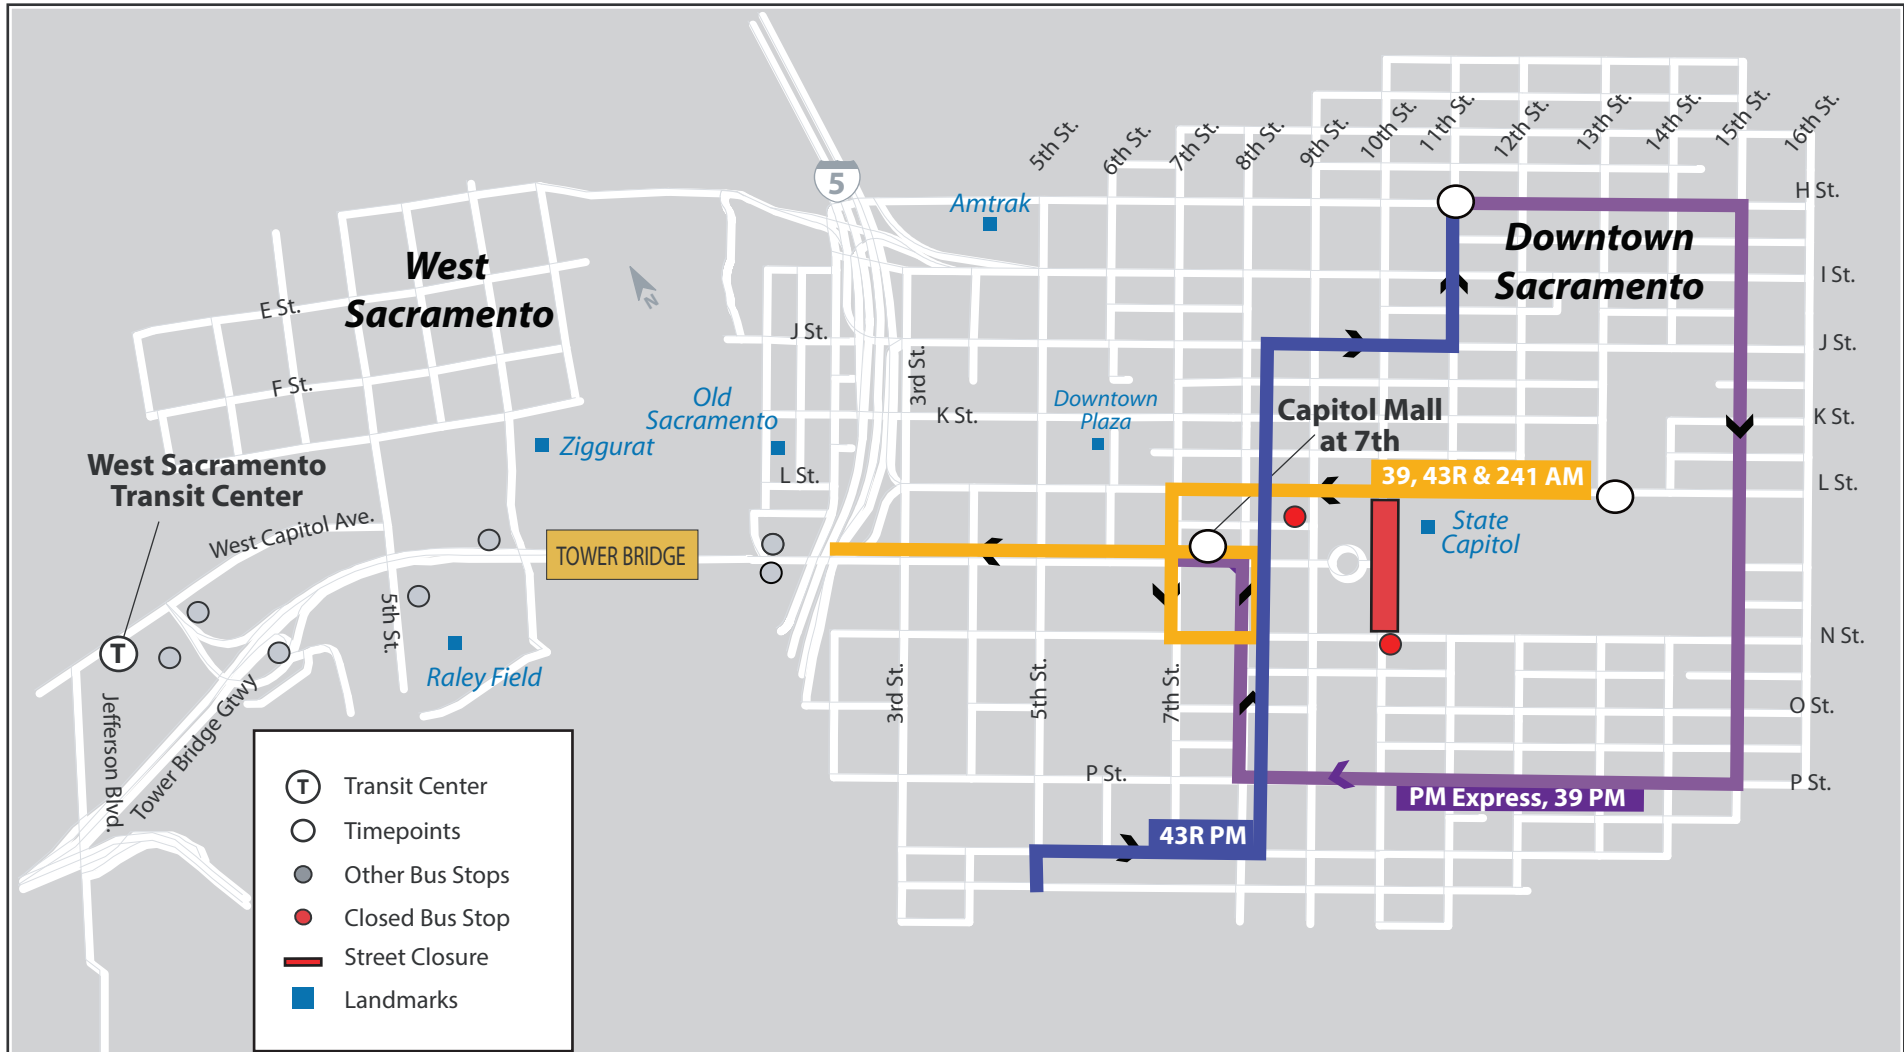 5th St.
6th St.
7th St.
8th St.
9th St.
10th St.
11th St.
12th St.
13th St.
14th St.
15th St.
16th St.
5
Amtrak
H St.
Downtown
Sacramento
West
Sacramento
N
I St.
E St.
J St.
J St.
3rd St.
F St.
Old
Sacramento
Downtown
Plaza
K St.
Capitol Mall
at 7th
K St.
Ziggurat
West Sacramento
Transit Center
L St.
39, 43R & 241 AM
L St.
West Capitol Ave.
State
Capitol
TOWER BRIDGE
5th St.
T
Raley Field
N St.
3rd St.
5th St.
7th St.
O St.
Jefferson Blvd.
Tower Bridge Gtwy
P St.
P St.
PM Express, 39 PM
43R PM
T Transit Center
Timepoints
Other Bus Stops
Closed Bus Stop
Street Closure
Landmarks